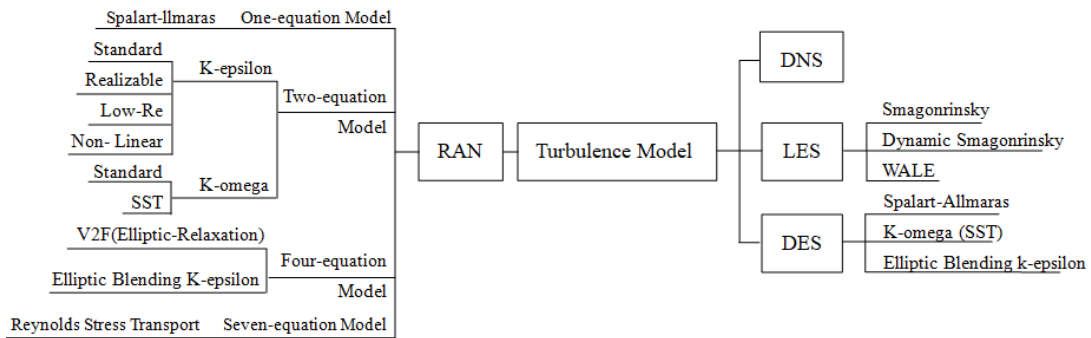 Spalart-llmaras One-equation Model
Standard
K-epsilon
Realizable
Low-Re
Non- Linear
Two-equation
Model
Standard
K-omega
SST
V2F(Elliptic-Relaxation)
Elliptic Blending K-epsilon
Four-equation
Model
Reynolds Stress Transport Seven-equation Model
RAN
Turbulence Model
DNS
LES
Smagonrinsky
Dynamic Smagonrinsky
WALE
DES
Spalart-Allmaras
K-omega (SST)
Elliptic Blending k-epsilon